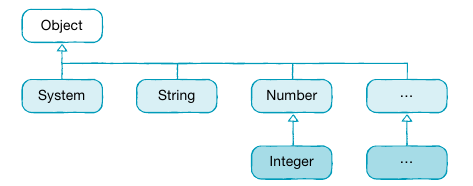 Object
System String Number ...
Integer ...